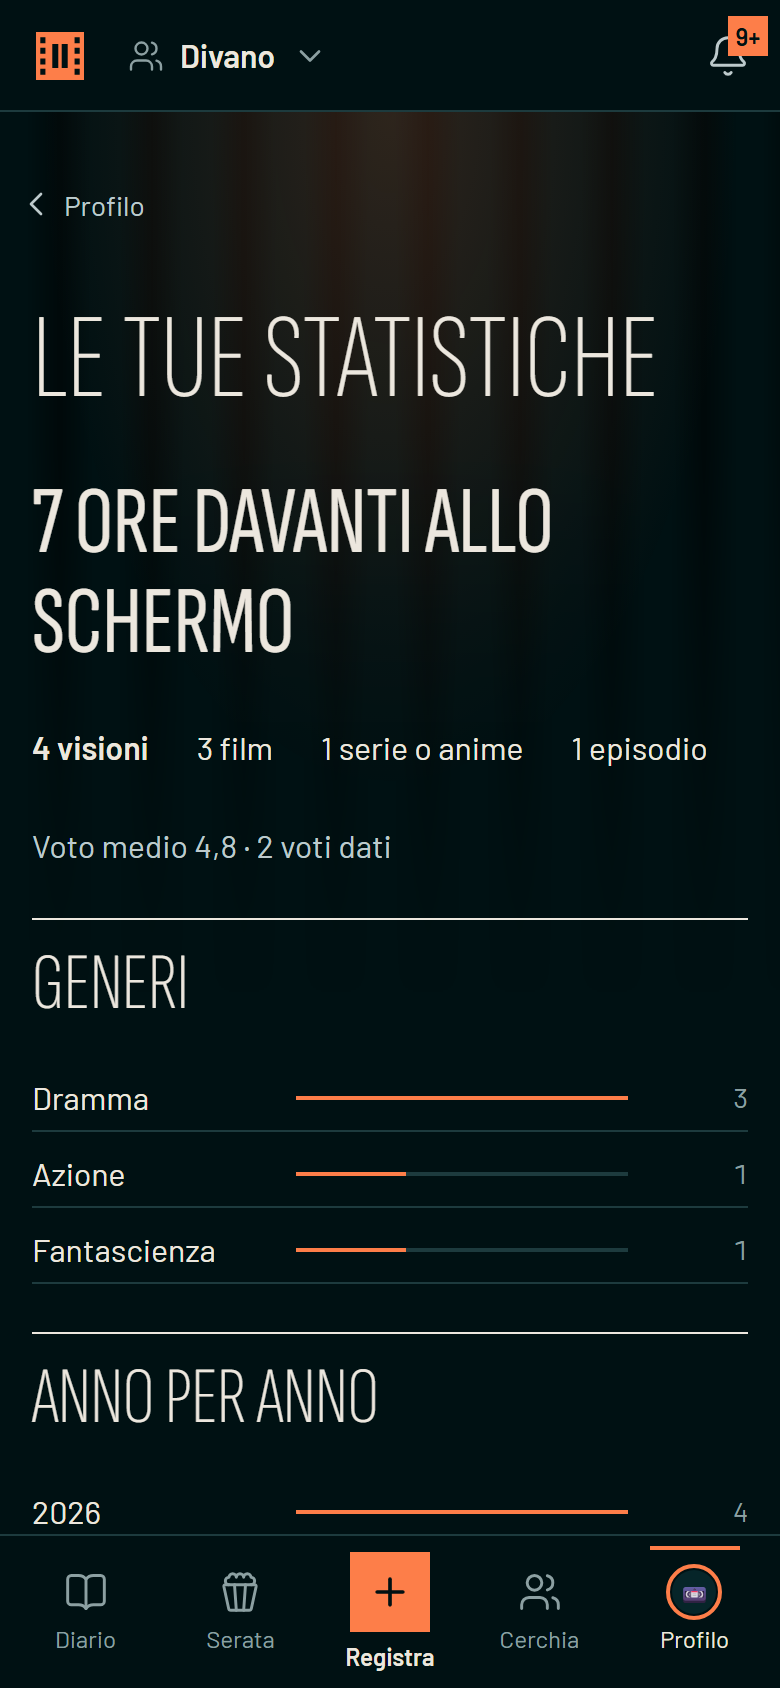 Divano
9+
Profilo
LE TUE STATISTICHE
7 ORE DAVANTI ALLO
SCHERMO
4 visioni 3 film 1 serie o anime 1 episodio
Voto medio 4,8 · 2 voti dati
GENERI
Dramma 3
Azione 1
Fantascienza 1
ANNO PER ANNO
2026 4
Diario Serata Registra Cerchia Profilo